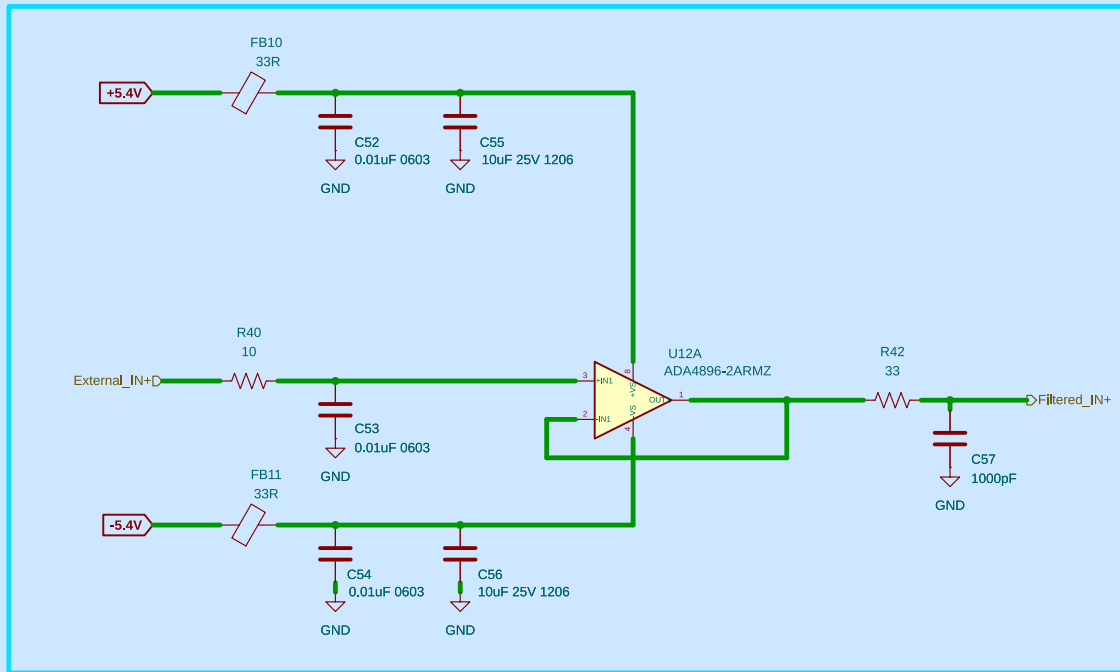 FB10
33R
+5.4V
C52
0.01uF 0603
GND
C55
10uF 25V 1206
GND
R40
10
External_IN+
C53
0.01uF 0603
GND
3
+IN1
2
-IN1
8
+VS
-VS
4
OUT
1
U12A
ADA4896-2ARMZ
R42
33
Filtered_IN+
C57
1000pF
GND
FB11
33R
-5.4V
C54
0.01uF 0603
GND
C56
10uF 25V 1206
GND